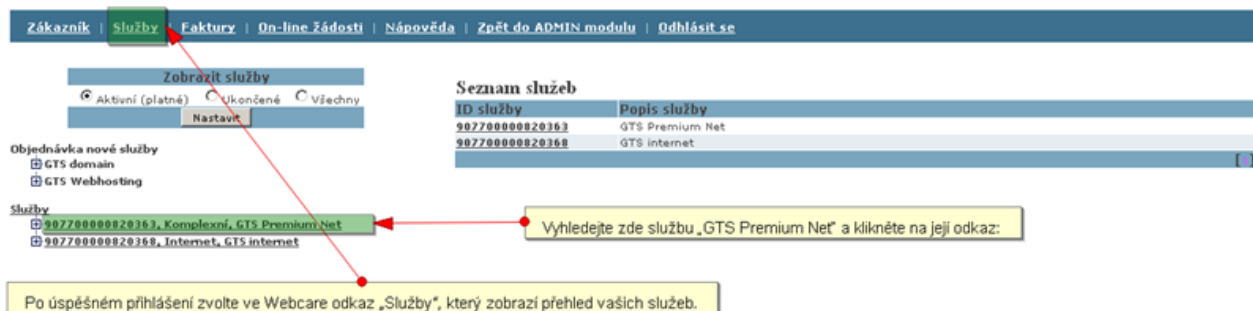 Zákazník | Služby | Faktury | On-line žádosti | Nápověda | Zpět do ADMIN modulu | Odhlásit se
Zobrazit služby
Aktivní (platné) Ukončené Všechny
Nastavit
Objednávka nové služby
GTS domain
GTS Webhosting
Služby
907700000820363, Komplexní, GTS Premium Net
907700000820368, Internet, GTS internet
Seznam služeb
ID služby Popis služby
907700000820363 GTS Premium Net
907700000820368 GTS internet
Vyhledejte zde službu „GTS Premium Net" a klikněte na její odkaz:
Po úspěšném přihlášení zvolte ve Webcare odkaz „Služby", který zobrazí přehled vašich služeb.